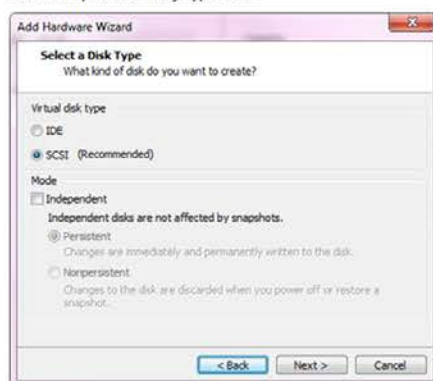 Add Hardware Wizard
Select a Disk Type
What kind of disk do you want to create?
Virtual disk type
IDE
SCSI (Recommended)
Mode
Independent
Independent disks are not affected by snapshots.
Persistent
Changes are immediately and permanently written to the disk.
Nonpersistent
Changes to the disk are discarded when you power off or restore a
snapshot.
< Back Next > Cancel